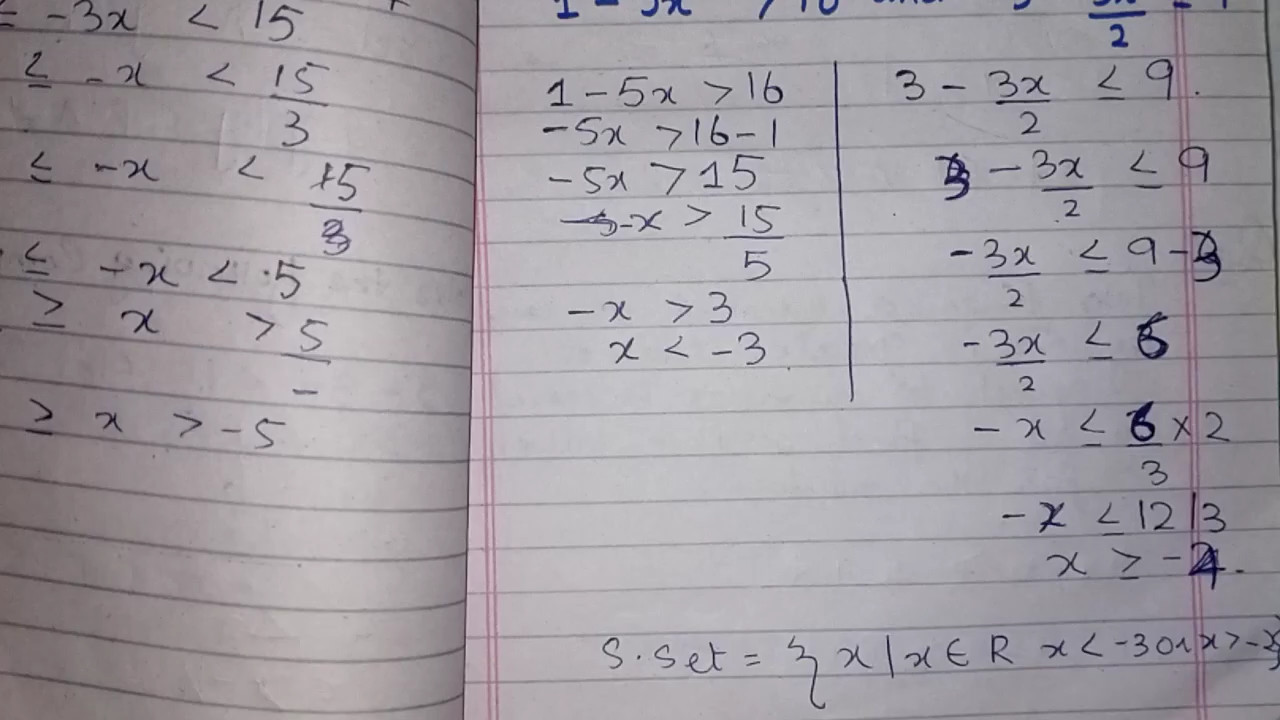 -3x < 15
≤ -x < 15/3
≤ -x < 15/3
≤ -x < 5
≥ x > 5/-
≥ x > -5
1 - 5x > 16
-5x > 16 - 1
-5x > 15
-x > 15/5
-x > 3
x < -3
3 - 3x/2 ≤ 9.
3 - 3x/2 ≤ 9
-3x/2 ≤ 9 - 3
-3x/2 ≤ 6
-x ≤ 6 × 2/3
-x ≤ 12/3
x ≥ -4.
S.Set = { x | x ∈ R x < -3 or x > -